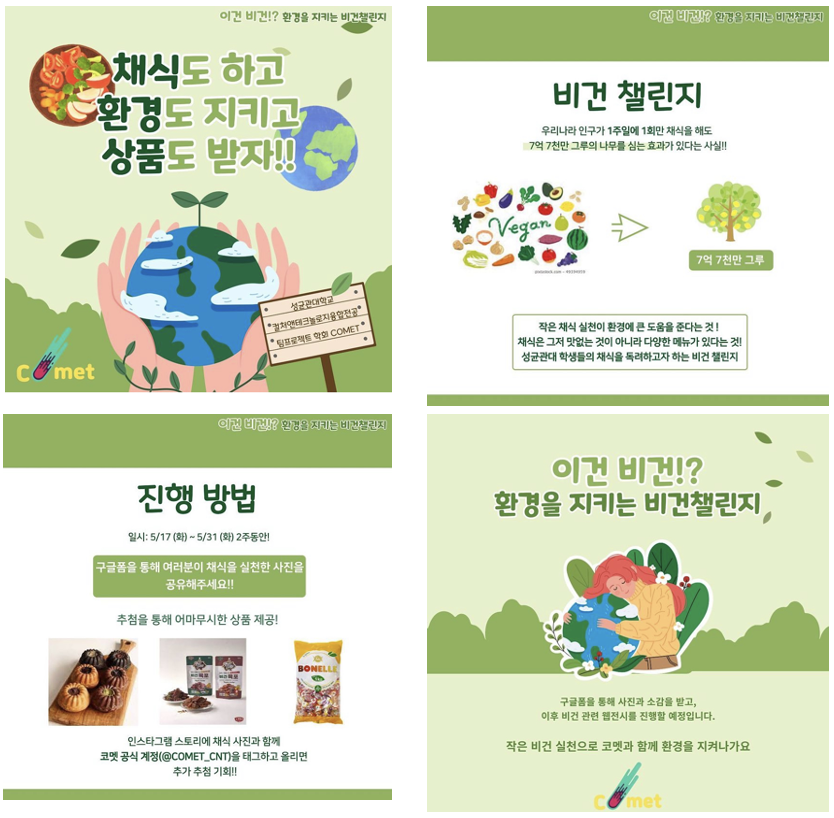 이건 비건!? 환경을 지키는 비건챌린지
채식도 하고
환경도 지키고
상품도 받자!!
성균관대학교
컬처앤테크놀로지융합전공
팀프로젝트 학회 COMET
Comet
이건 비건!? 환경을 지키는 비건챌린지
비건 챌린지
우리나라 인구가 1주일에 1회만 채식을 해도
7억 7천만 그루의 나무를 심는 효과가 있다는 사실!!
Vegan
7억 7천만 그루
작은 채식 실천이 환경에 큰 도움을 준다는 것 !
채식은 그저 맛없는 것이 아니라 다양한 메뉴가 있다는 것!!
성균관대 학생들의 채식을 독려하고자 하는 비건 챌린지
이건 비건!? 환경을 지키는 비건챌린지
진행 방법
일시: 5/17 (화) ~ 5/31 (화) 2주동안!
구글폼을 통해 여러분이 채식을 실천한 사진을
공유해주세요!!
추첨을 통해 어마무시한 상품 제공!
BONELLE
인스타그램 스토리에 채식 사진과 함께
코멧 공식 계정(@COMET_CNT)을 태그하고 올리면
추가 추첨 기회!!
이건 비건!?
환경을 지키는 비건챌린지
구글폼을 통해 사진과 소감을 받고,
이후 비건 관련 웹전시를 진행할 예정입니다.
작은 비건 실천으로 코멧과 함께 환경을 지켜나가요
Comet